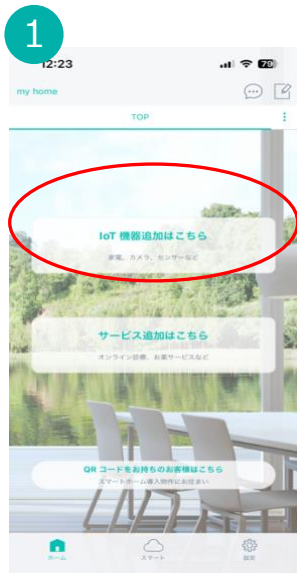 1
12:23
79
my home
TOP
IoT 機器追加はこちら
家電、カメラ、センサーなど
サービス追加はこちら
オンライン診療、お薬サービスなど
QR コードをお持ちのお客様はこちら
スマートホーム導入物件にお住まい
ホーム
スマート
設定